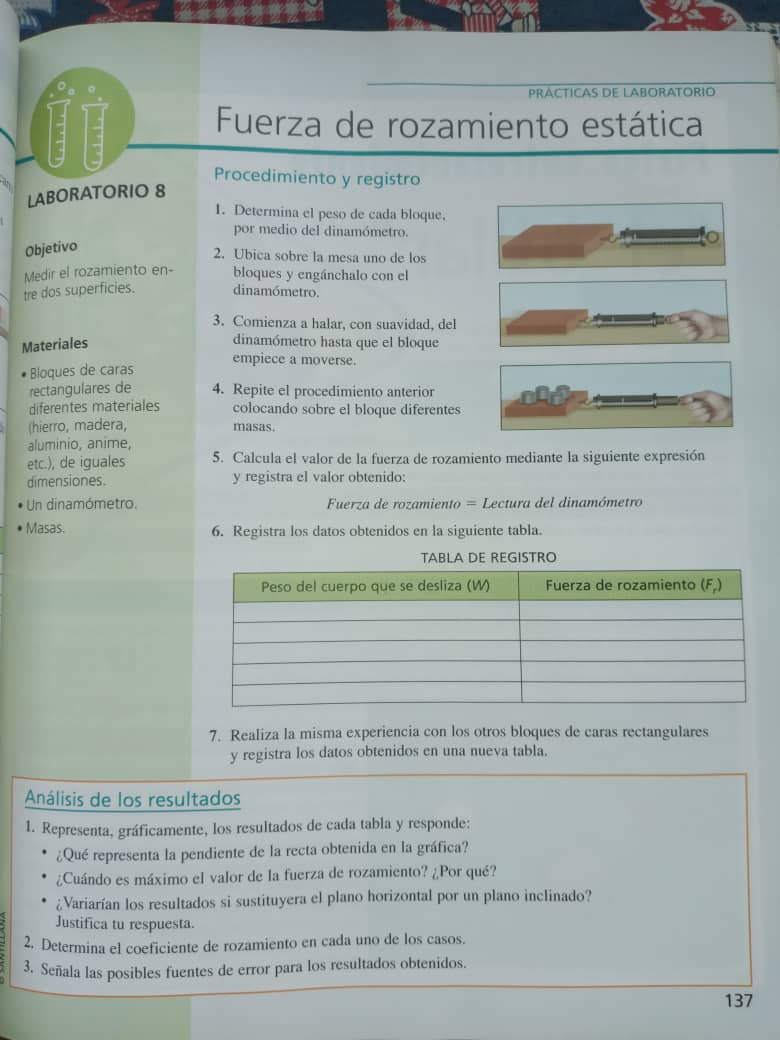 PRÁCTICAS DE LABORATORIO
Fuerza de rozamiento estática
LABORATORIO 8
Objetivo
Medir el rozamiento en-
tre dos superficies.
Materiales
• Bloques de caras
rectangulares de
diferentes materiales
(hierro, madera,
aluminio, anime,
etc.), de iguales
dimensiones.
• Un dinamómetro.
• Masas.
Procedimiento y registro
1. Determina el peso de cada bloque,
por medio del dinamómetro.
2. Ubica sobre la mesa uno de los
bloques y engánchalo con el
dinamómetro.
3. Comienza a halar, con suavidad, del
dinamómetro hasta que el bloque
empiece a moverse.
4. Repite el procedimiento anterior
colocando sobre el bloque diferentes
masas.
5. Calcula el valor de la fuerza de rozamiento mediante la siguiente expresión
y registra el valor obtenido:
Fuerza de rozamiento = Lectura del dinamómetro
6. Registra los datos obtenidos en la siguiente tabla.
TABLA DE REGISTRO
Peso del cuerpo que se desliza (W) Fuerza de rozamiento (Fr)
7. Realiza la misma experiencia con los otros bloques de caras rectangulares
y registra los datos obtenidos en una nueva tabla.
Análisis de los resultados
1. Representa, gráficamente, los resultados de cada tabla y responde:
• ¿Qué representa la pendiente de la recta obtenida en la gráfica?
• ¿Cuándo es máximo el valor de la fuerza de rozamiento? ¿Por qué?
• ¿Variarían los resultados si sustituyera el plano horizontal por un plano inclinado?
Justifica tu respuesta.
2. Determina el coeficiente de rozamiento en cada uno de los casos.
3. Señala las posibles fuentes de error para los resultados obtenidos.
© SANTILLANA
137